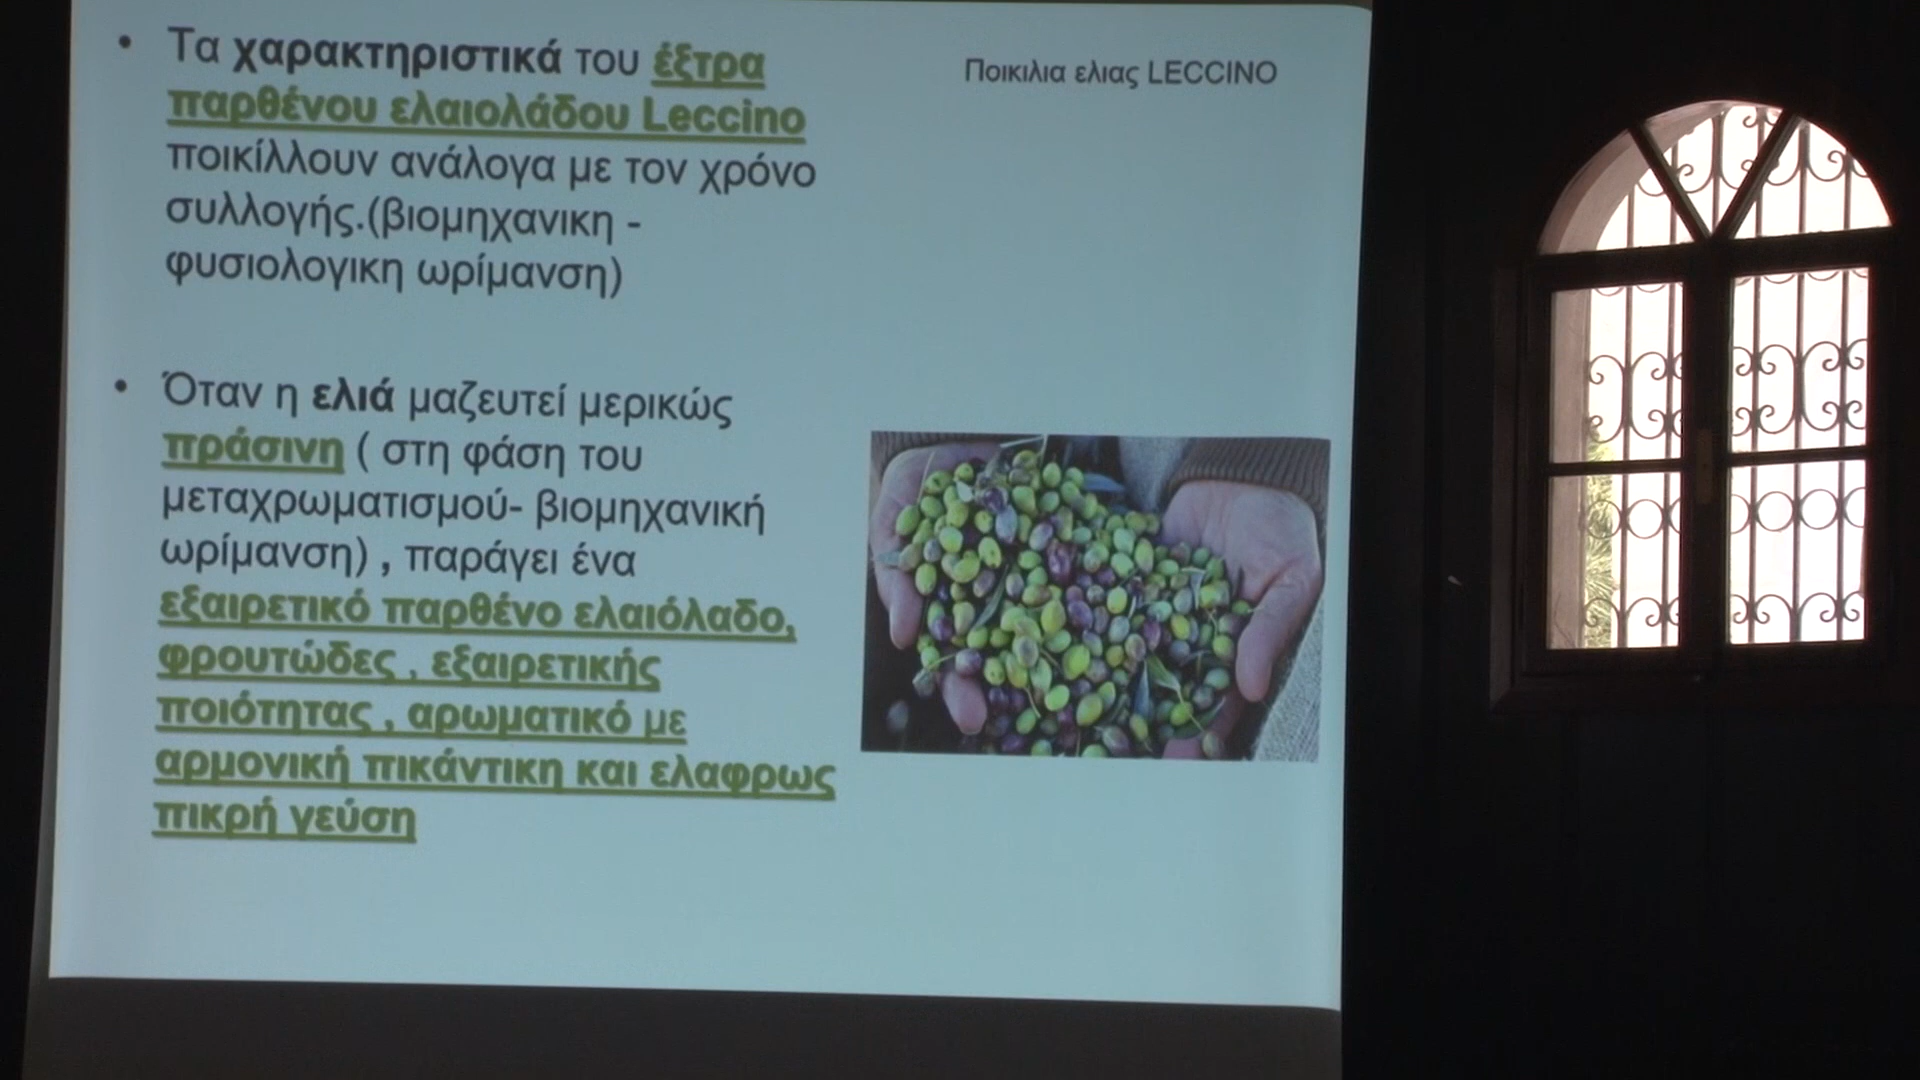 • Τα χαρακτηριστικά του έξτρα
παρθένου ελαιολάδου Leccino
ποικίλλουν ανάλογα με τον χρόνο
συλλογής.(βιομηχανικη -
φυσιολογικη ωρίμανση)
• Όταν η ελιά μαζευτεί μερικώς
πράσινη ( στη φάση του
μεταχρωματισμού- βιομηχανική
ωρίμανση) , παράγει ένα
εξαιρετικό παρθένο ελαιόλαδο,
φρουτώδες , εξαιρετικής
ποιότητας , αρωματικό με
αρμονική πικάντικη και ελαφρως
πικρή γεύση
Ποικιλια ελιας LECCINO